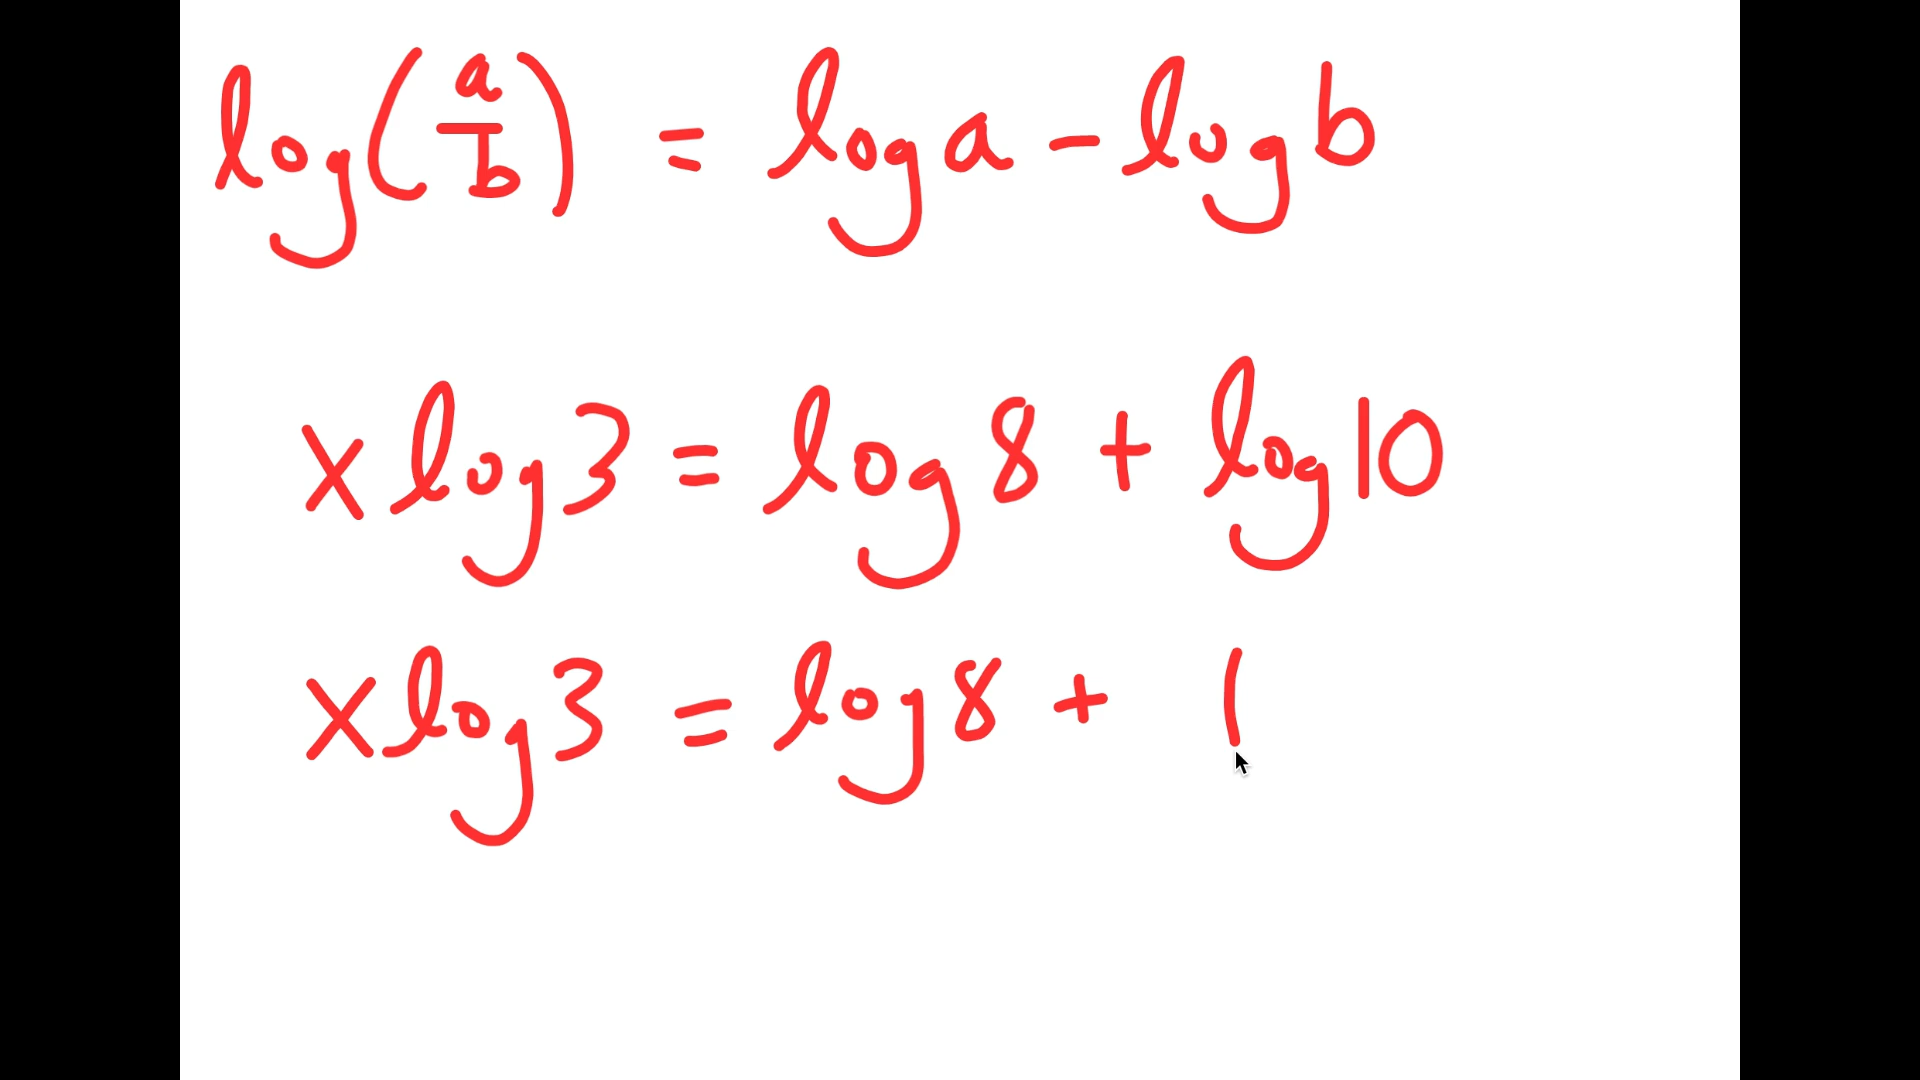 log(a/b) = log a - log b
x log 3 = log 8 + log 10
x log 3 = log 8 + 1